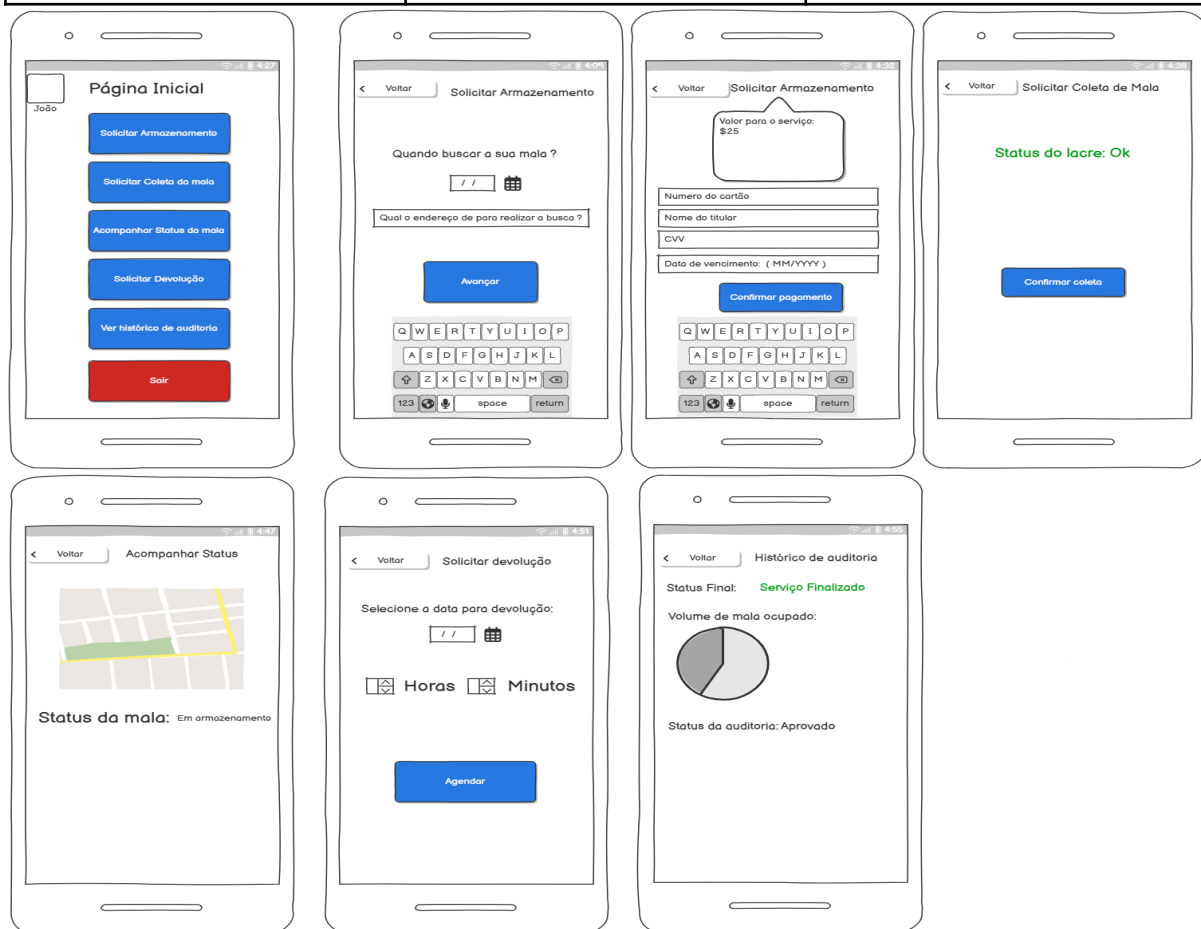 4:27
Página Inicial
João
Solicitar Armazenamento
Solicitar Coleta da mala
Acompanhar Status da mala
Solicitar Devolução
Ver histórico de auditoria
Sair
4:09
< Voltar
Solicitar Armazenamento
Quando buscar a sua mala ?
/ /
Qual o endereço de para realizar a busca ?
Avançar
Q W E R T Y U I O P
A S D F G H J K L
Z X C V B N M
123 space return
4:32
< Voltar
Solicitar Armazenamento
Valor para o serviço:
$25
Numero do cartão
Nome do titular
CVV
Data de vencimento: ( MM/YYYY )
Confirmar pagamento
Q W E R T Y U I O P
A S D F G H J K L
Z X C V B N M
123 space return
4:38
< Voltar
Solicitar Coleta de Mala
Status do lacre: Ok
Confirmar coleta
4:47
< Voltar
Acompanhar Status
Status da mala: Em armazenamento
4:51
< Voltar
Solicitar devolução
Selecione a data para devolução:
/ /
Horas Minutos
Agendar
4:55
< Voltar
Histórico de auditoria
Status Final: Serviço Finalizado
Volume de mala ocupado:
Status da auditoria: Aprovado